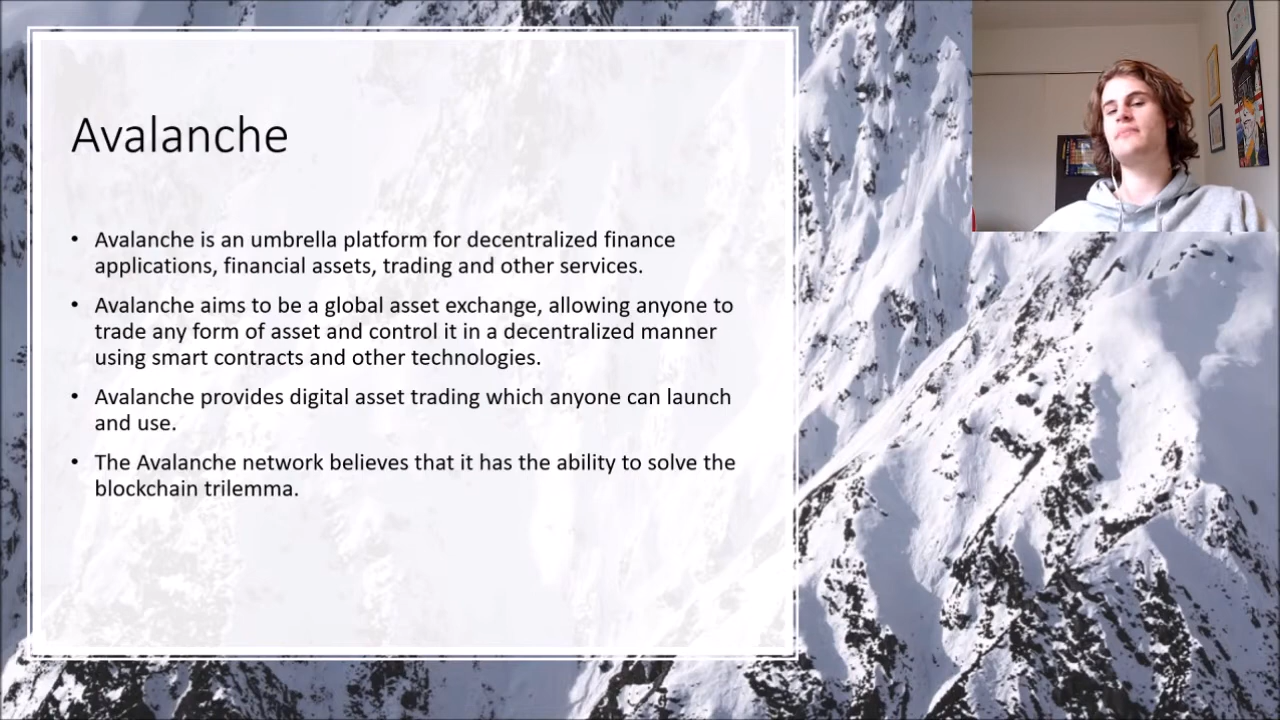 Avalanche
• Avalanche is an umbrella platform for decentralized finance
applications, financial assets, trading and other services.
• Avalanche aims to be a global asset exchange, allowing anyone to
trade any form of asset and control it in a decentralized manner
using smart contracts and other technologies.
• Avalanche provides digital asset trading which anyone can launch
and use.
• The Avalanche network believes that it has the ability to solve the
blockchain trilemma.